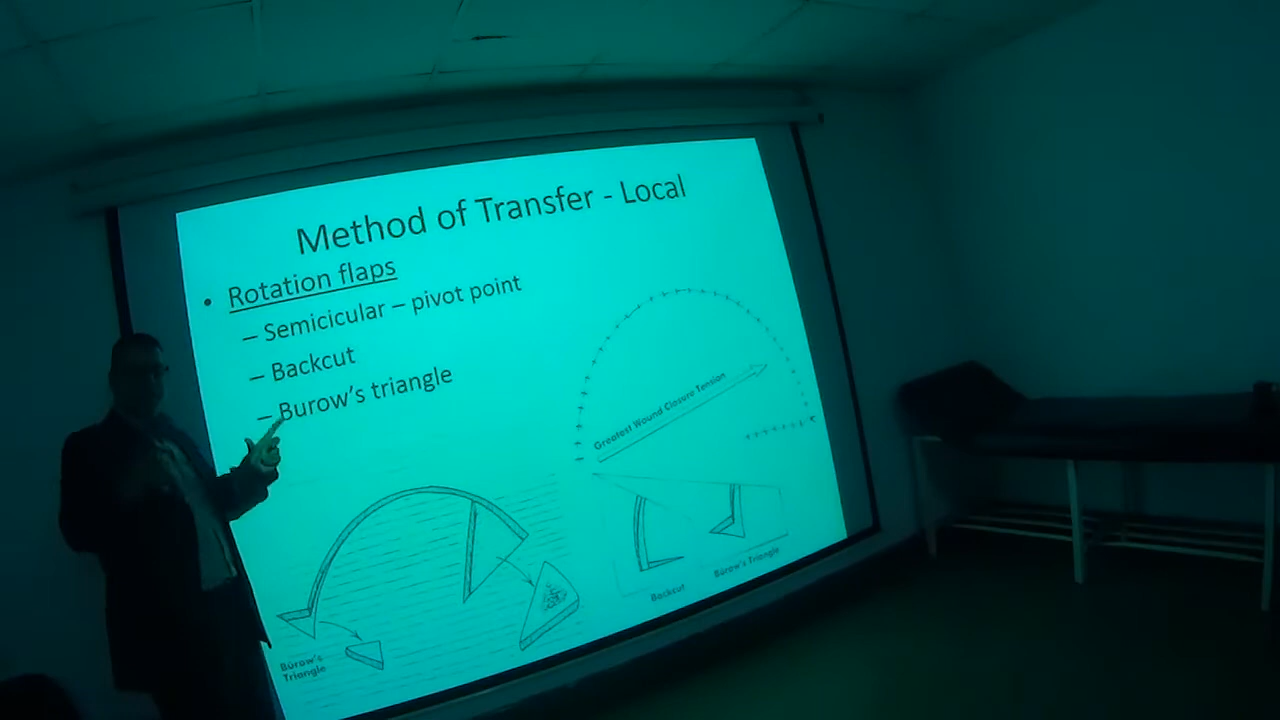 Method of Transfer - Local
• Rotation flaps
– Semicicular – pivot point
– Backcut
– Burow's triangle
Greatest Wound Closure Tension
Backcut
Burow's Triangle
Burow's
Triangle